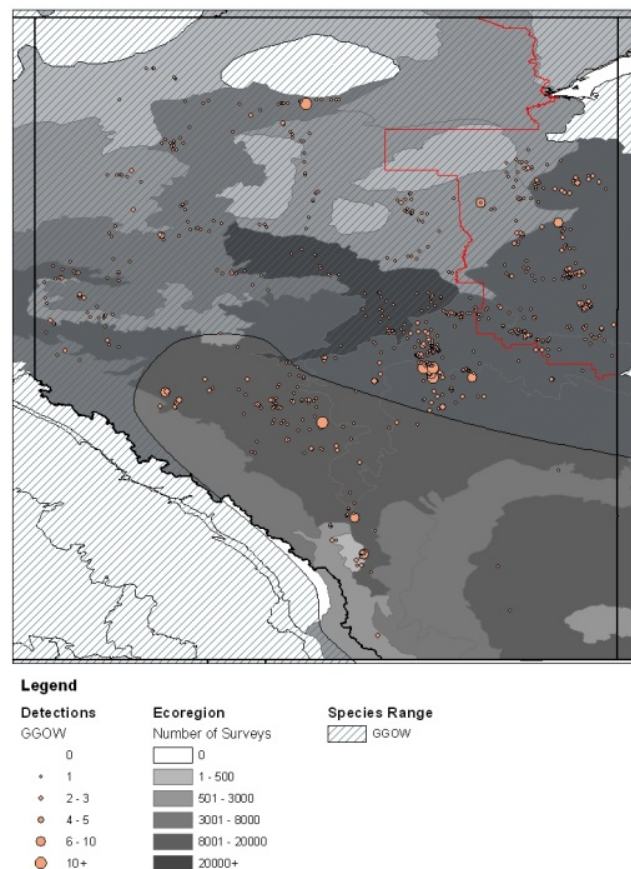 Legend
Detections
GGOW
0
1
2 - 3
4 - 5
6 - 10
10+
Ecoregion
Number of Surveys
0
1 - 500
501 - 3000
3001 - 8000
8001 - 20000
20000+
Species Range
GGOW